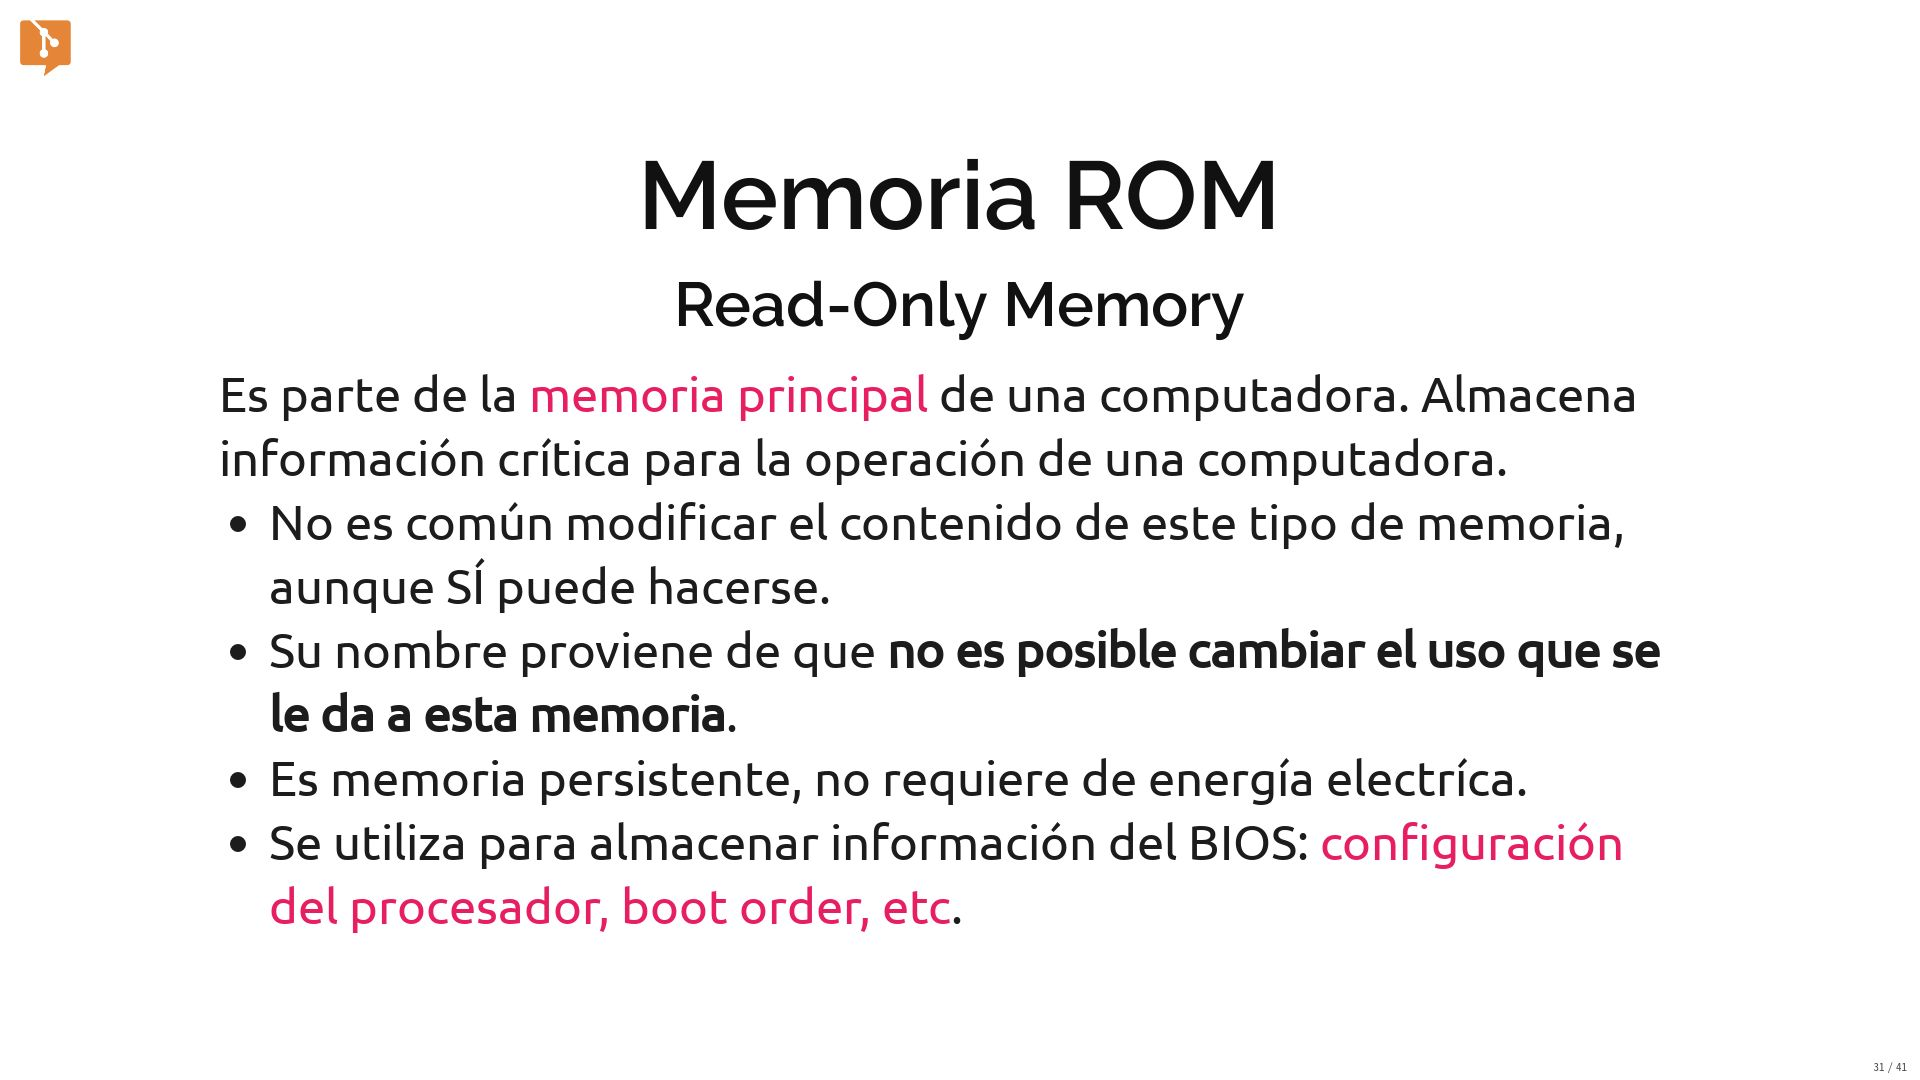 Memoria ROM
Read-Only Memory
Es parte de la memoria principal de una computadora. Almacena
información crítica para la operación de una computadora.
• No es común modificar el contenido de este tipo de memoria,
aunque SÍ puede hacerse.
• Su nombre proviene de que no es posible cambiar el uso que se
le da a esta memoria.
• Es memoria persistente, no requiere de energía electríca.
• Se utiliza para almacenar información del BIOS: configuración
del procesador, boot order, etc.
31 / 41